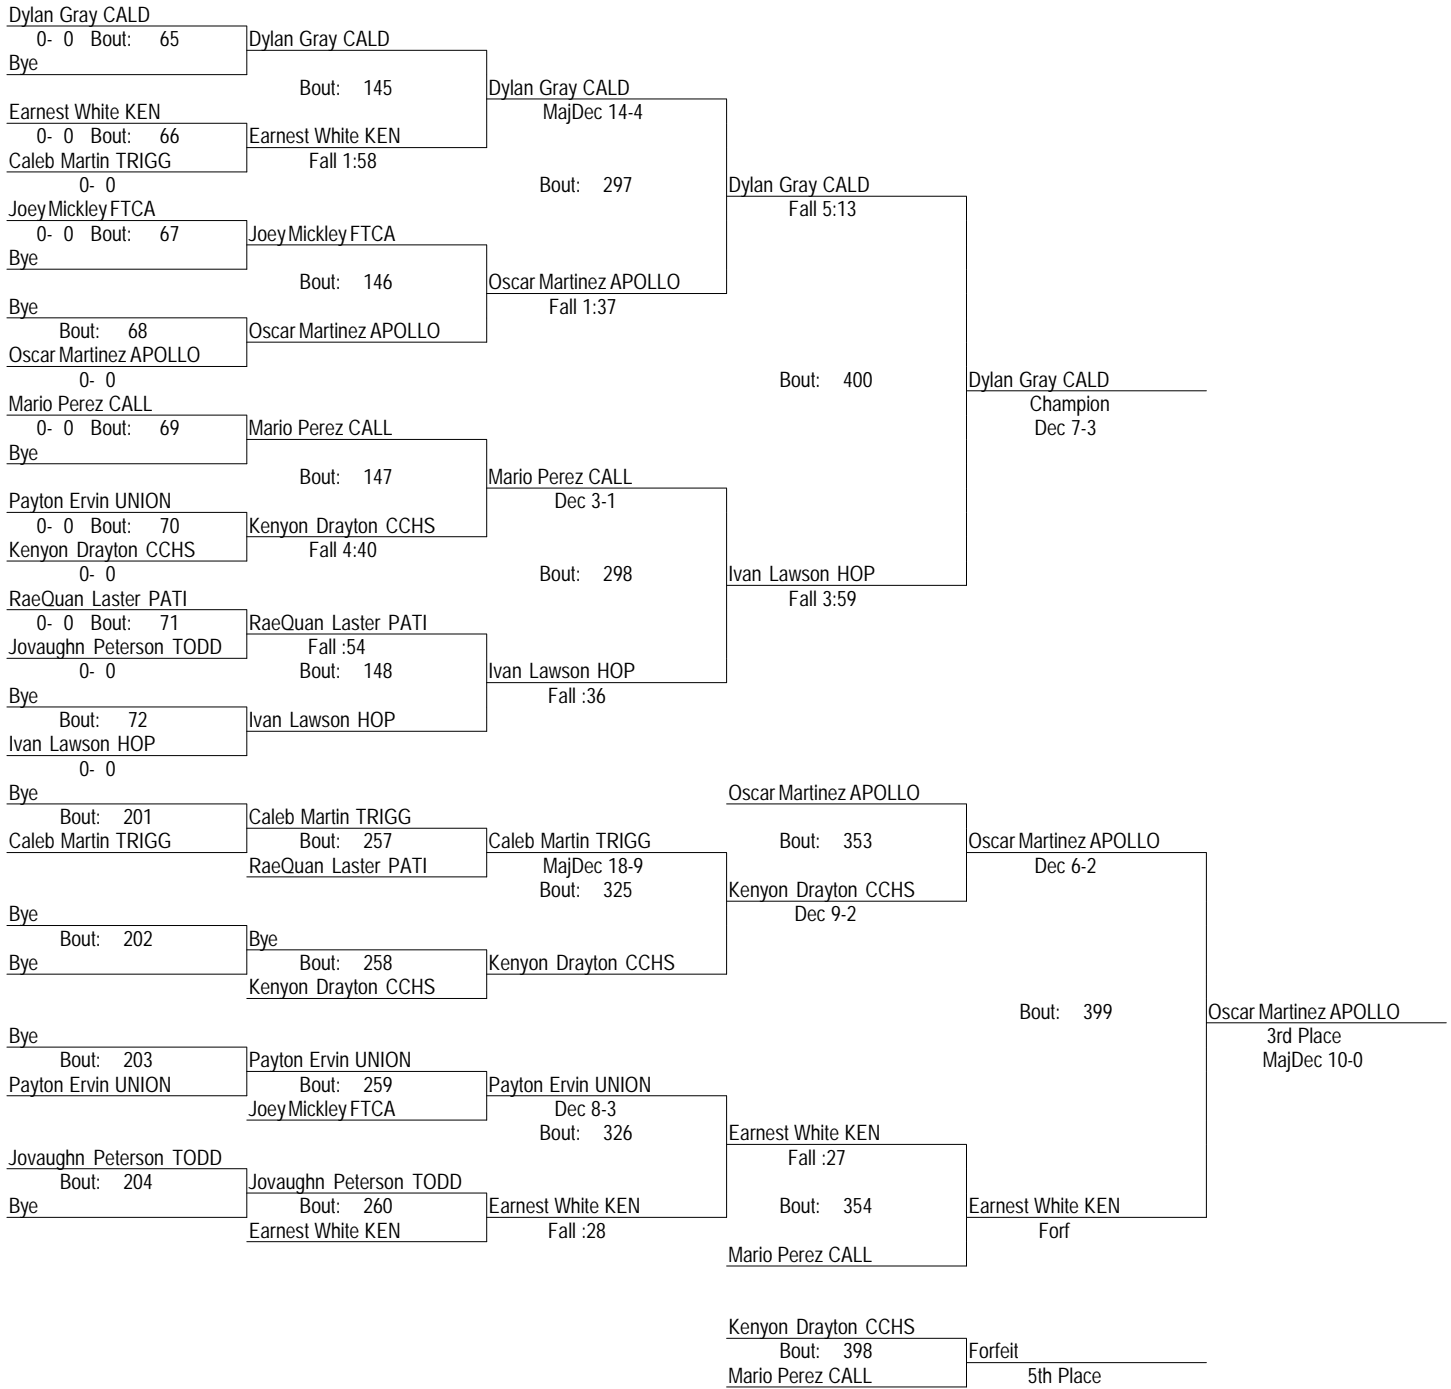 Dylan Gray CALD
0- 0 Bout: 65 Dylan Gray CALD
Bye
Bout: 145 Dylan Gray CALD
Earnest White KEN MajDec 14-4
0- 0 Bout: 66 Earnest White KEN
Caleb Martin TRIGG Fall 1:58
0- 0 Bout: 297 Dylan Gray CALD
Joey Mickley FTCA Fall 5:13
0- 0 Bout: 67 Joey Mickley FTCA
Bye
Bout: 146 Oscar Martinez APOLLO
Bye Fall 1:37
Bout: 68 Oscar Martinez APOLLO
Oscar Martinez APOLLO
0- 0 Bout: 400 Dylan Gray CALD
Mario Perez CALL Champion
0- 0 Bout: 69 Mario Perez CALL Dec 7-3
Bye
Bout: 147 Mario Perez CALL
Payton Ervin UNION Dec 3-1
0- 0 Bout: 70 Kenyon Drayton CCHS
Kenyon Drayton CCHS Fall 4:40
0- 0 Bout: 298 Ivan Lawson HOP
RaeQuan Laster PATI Fall 3:59
0- 0 Bout: 71 RaeQuan Laster PATI
Jovaughn Peterson TODD Fall :54
0- 0 Bout: 148 Ivan Lawson HOP
Bye Fall :36
Bout: 72 Ivan Lawson HOP
Ivan Lawson HOP
0- 0
Bye Oscar Martinez APOLLO
Bout: 201 Caleb Martin TRIGG
Caleb Martin TRIGG Bout: 257 Caleb Martin TRIGG Bout: 353 Oscar Martinez APOLLO
RaeQuan Laster PATI MajDec 18-9 Dec 6-2
Bout: 325 Kenyon Drayton CCHS
Bye Dec 9-2
Bout: 202 Bye
Bye Bout: 258 Kenyon Drayton CCHS
Kenyon Drayton CCHS
Bout: 399 Oscar Martinez APOLLO
Bye 3rd Place
Bout: 203 Payton Ervin UNION MajDec 10-0
Payton Ervin UNION Bout: 259 Payton Ervin UNION
Joey Mickley FTCA Dec 8-3
Bout: 326 Earnest White KEN
Jovaughn Peterson TODD Fall :27
Bout: 204 Jovaughn Peterson TODD
Bye Bout: 260 Earnest White KEN Bout: 354 Earnest White KEN
Earnest White KEN Fall :28 Forf
Mario Perez CALL
Kenyon Drayton CCHS
Bout: 398 Forfeit
Mario Perez CALL 5th Place